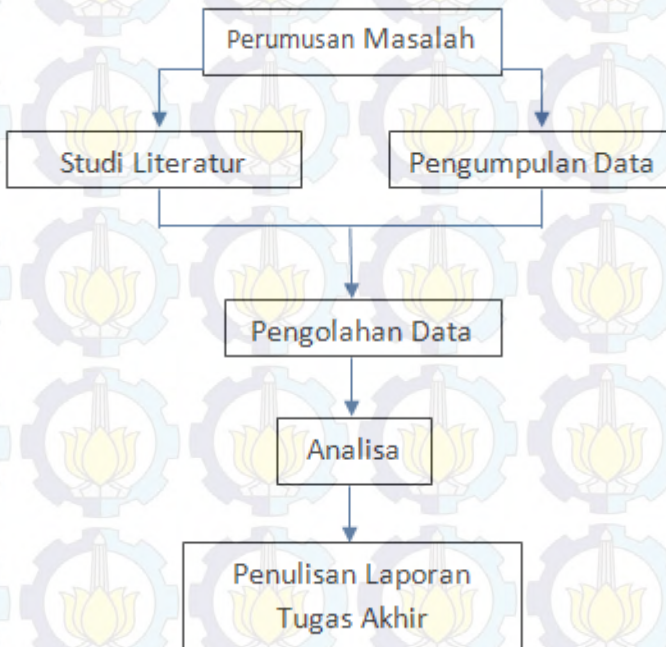 Perumusan Masalah
Studi Literatur
Pengumpulan Data
Pengolahan Data
Analisa
Penulisan Laporan
Tugas Akhir